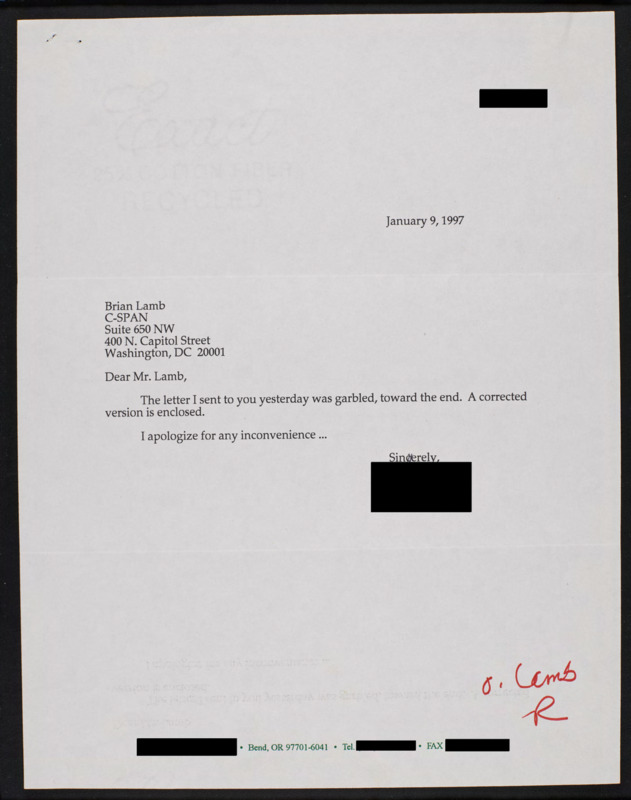 January 9, 1997
Brian Lamb
C-SPAN
Suite 650 NW
400 N. Capitol Street
Washington, DC 20001
Dear Mr. Lamb,
The letter I sent to you yesterday was garbled, toward the end. A corrected
version is enclosed.
I apologize for any inconvenience ...
Sincerely,
o. Lamb
R
• Bend, OR 97701-6041 • Tel. • FAX